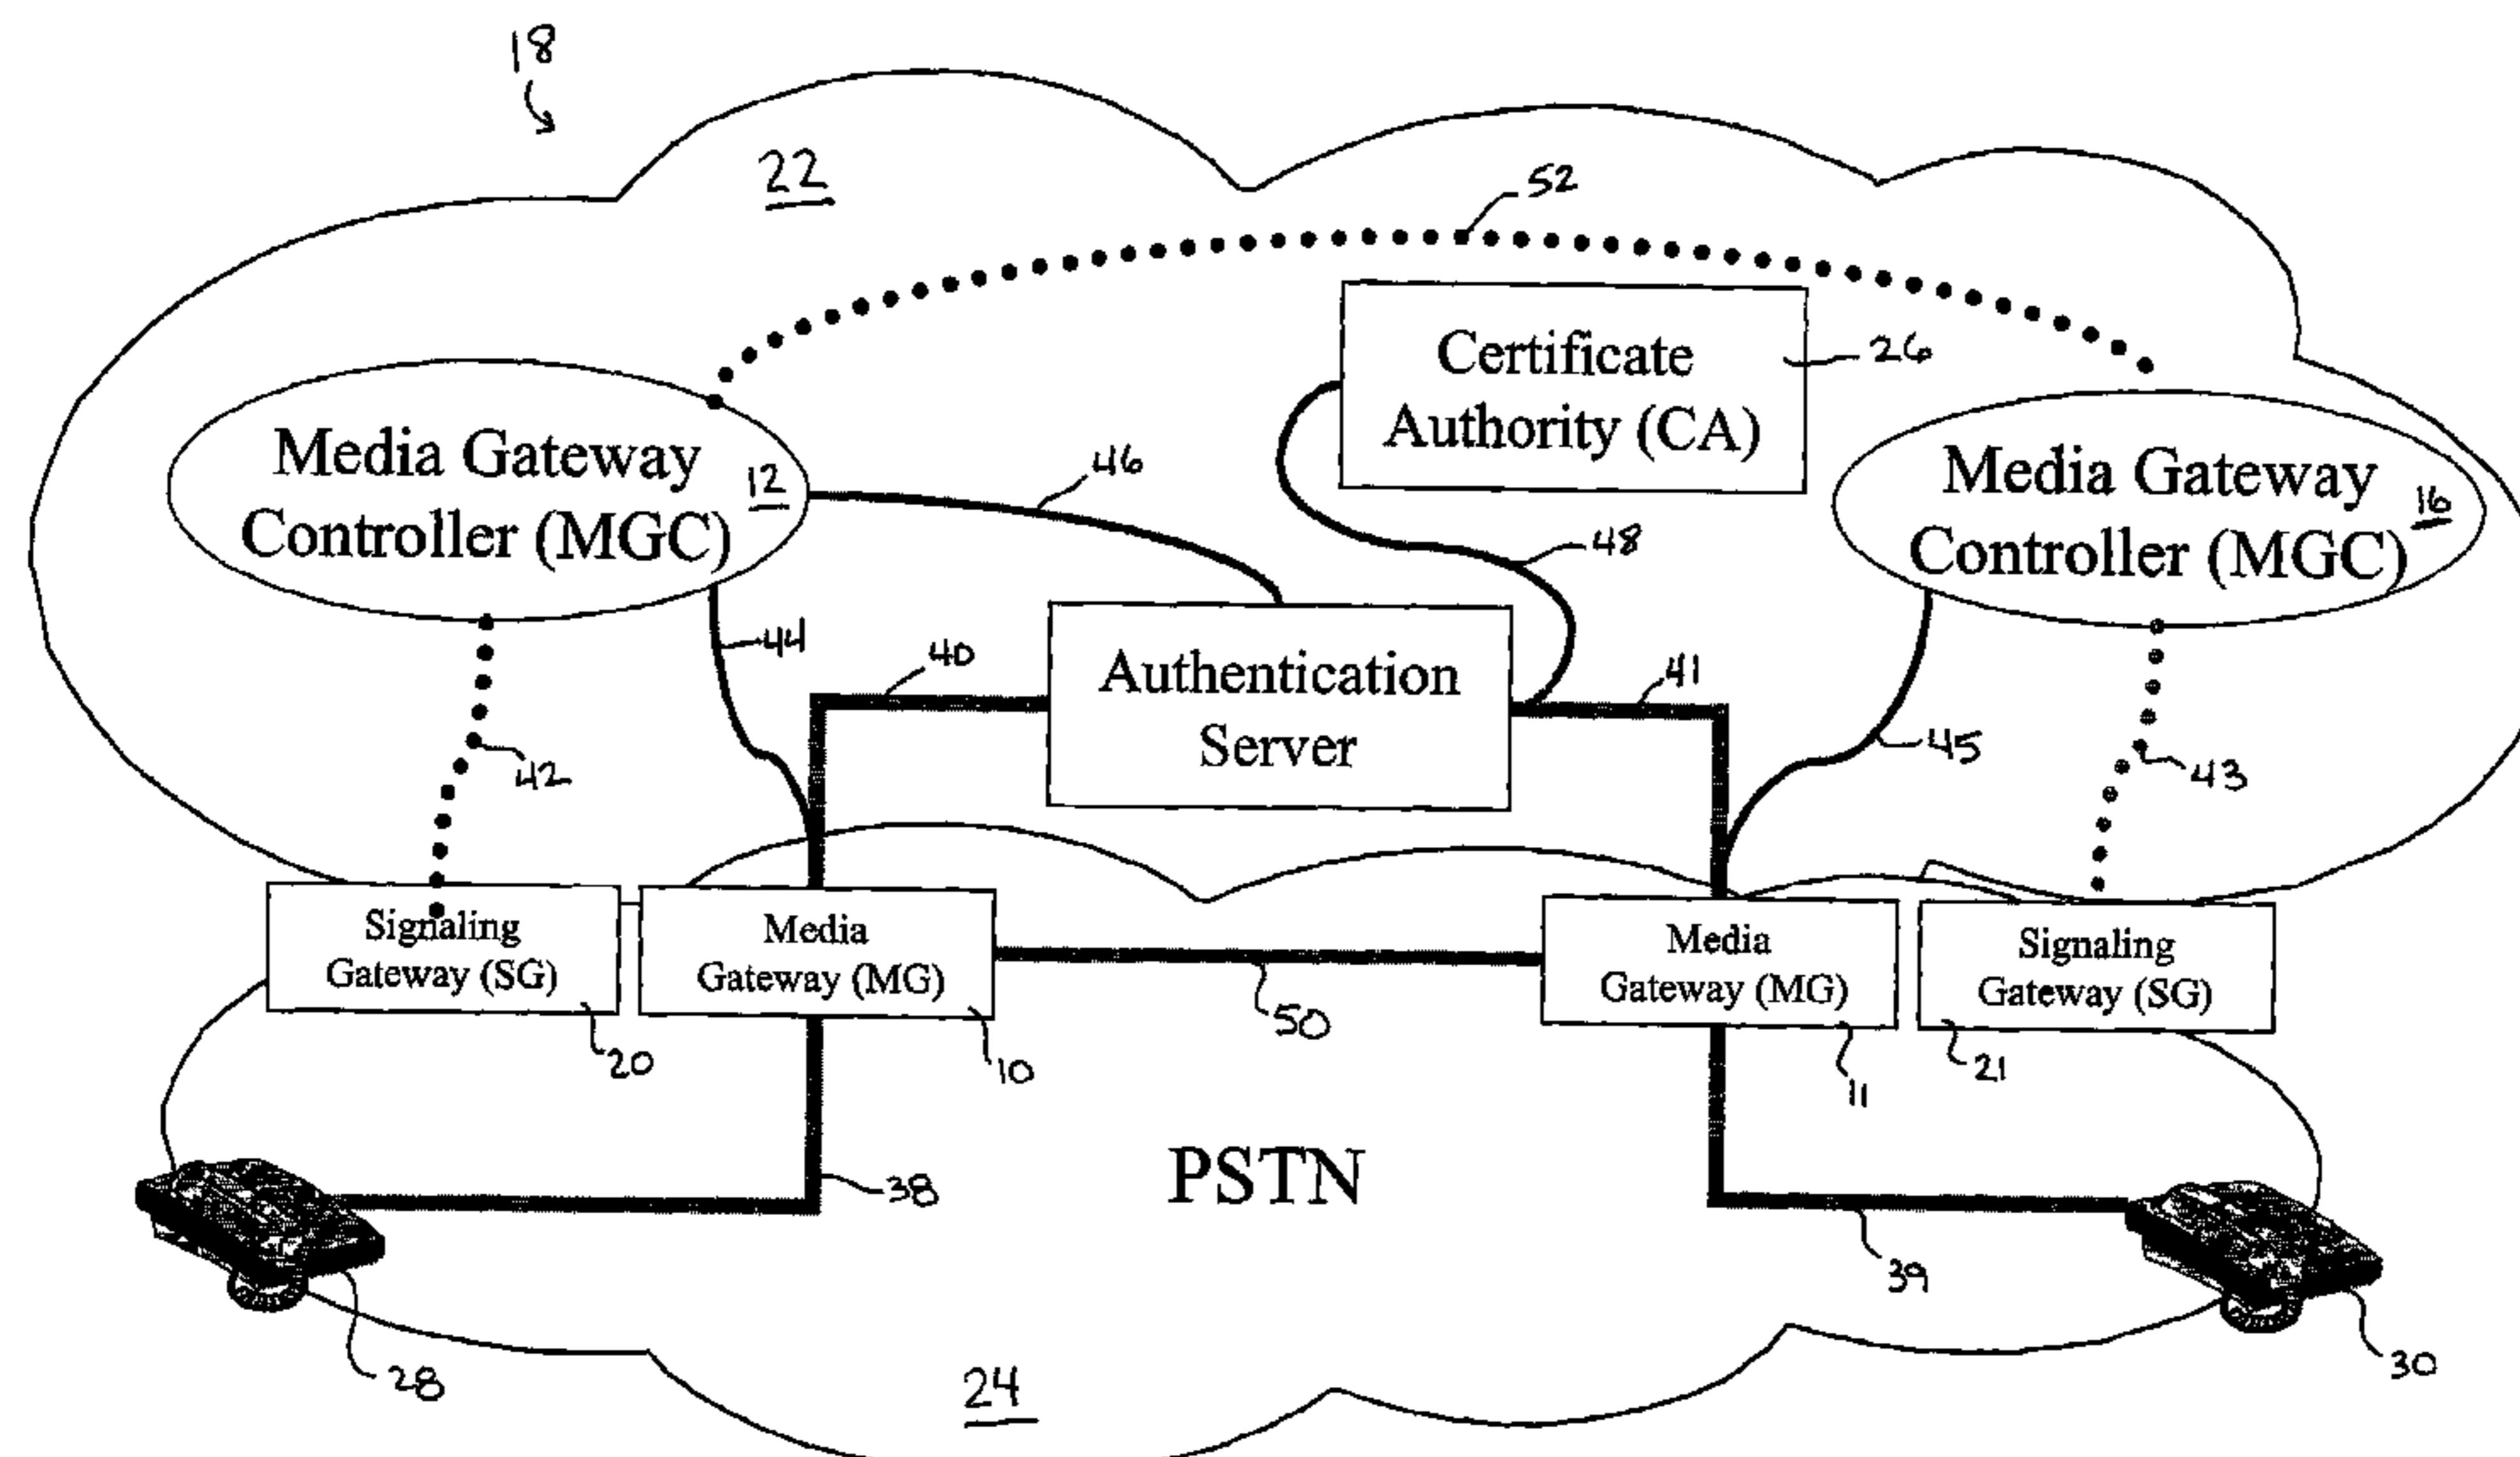 18
22
52
Certificate
Authority (CA)
26
Media Gateway
Controller (MGC)
12
46
Media Gateway
Controller (MGC)
16
48
44
40
Authentication
Server
41
42
45
43
Signaling
Gateway (SG)
20
Media
Gateway (MG)
10
50
Media
Gateway (MG)
11
Signaling
Gateway (SG)
21
PSTN
38
39
28
24
30